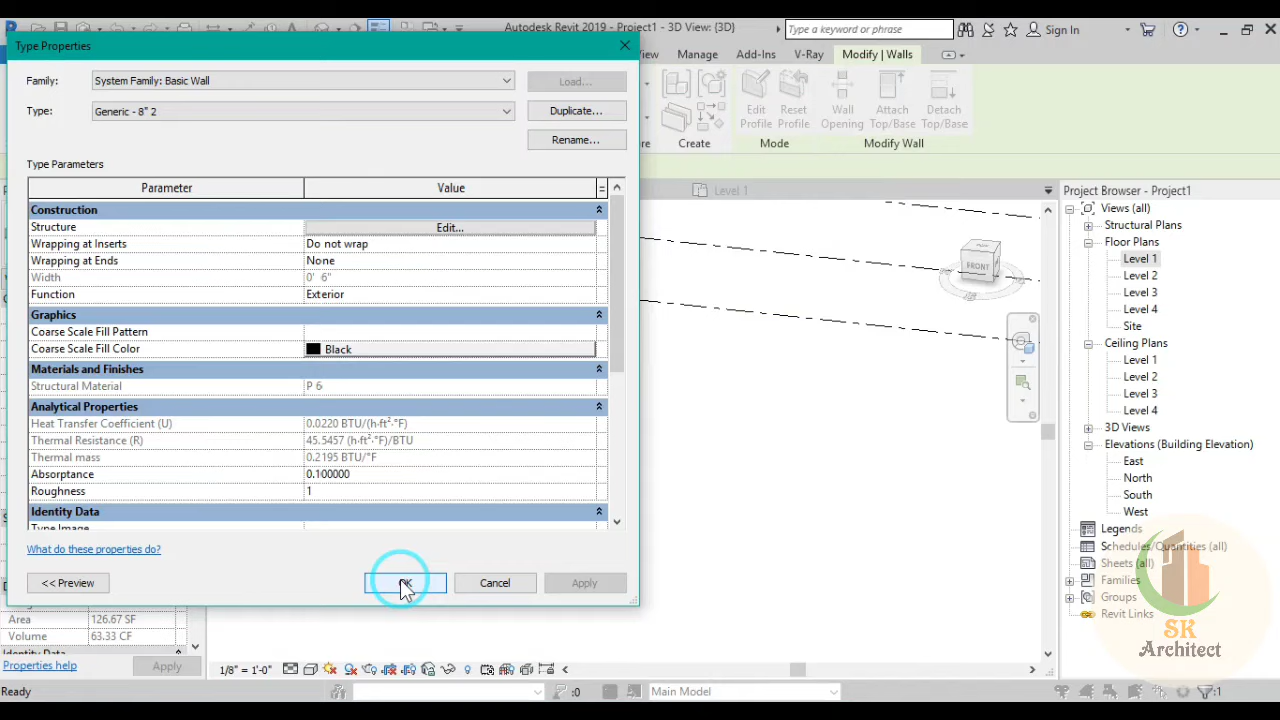 Autodesk Revit 2019 - Project1 - 3D View: {3D}
Type a keyword or phrase
Sign In
Type Properties
View Manage Add-Ins V-Ray Modify | Walls
Family: System Family: Basic Wall Load...
Type: Generic - 8" 2 Duplicate...
Rename...
Edit Profile
Reset Profile
Wall Opening
Attach Top/Base
Detach Top/Base
Create Mode Modify Wall
Type Parameters
Parameter Value =
Construction
Structure Edit...
Wrapping at Inserts Do not wrap
Wrapping at Ends None
Width 0' 6"
Function Exterior
Graphics
Coarse Scale Fill Pattern
Coarse Scale Fill Color Black
Materials and Finishes
Structural Material P 6
Analytical Properties
Heat Transfer Coefficient (U) 0.0220 BTU/(h·ft²·°F)
Thermal Resistance (R) 45.5457 (h·ft²·°F)/BTU
Thermal mass 0.2195 BTU/°F
Absorptance 0.100000
Roughness 1
Identity Data
Type Image
What do these properties do?
<< Preview OK Cancel Apply
Level 1
FRONT
Project Browser - Project1
Views (all)
Structural Plans
Floor Plans
Level 1
Level 2
Level 3
Level 4
Site
Ceiling Plans
Level 1
Level 2
Level 3
Level 4
3D Views
Elevations (Building Elevation)
East
North
South
West
Legends
Schedules/Quantities (all)
Sheets (all)
Families
Groups
Revit Links
SK
Architect
Area 126.67 SF
Volume 63.33 CF
Identity Data
Properties help Apply
1/8" = 1'-0"
Ready :0 Main Model :1